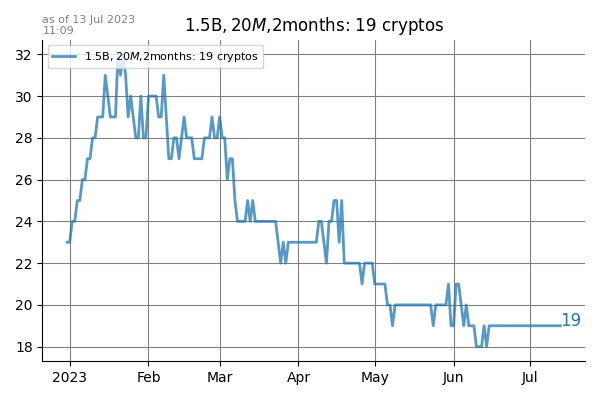 as of 13 Jul 2023
11:09
1.5B, 20M,2months: 19 cryptos
1.5B, 20M,2months: 19 cryptos
32
30
28
26
24
22
20
18
19
2023 Feb Mar Apr May Jun Jul